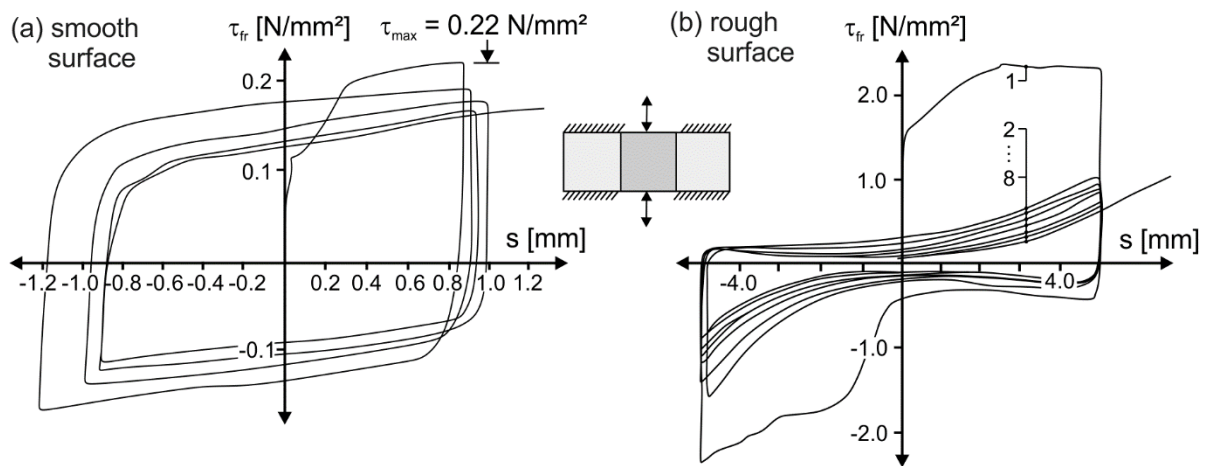 (a) smooth
surface
τfr [N/mm²]
τmax = 0.22 N/mm²
0.2
0.1
s [mm]
-1.2 -1.0 -0.8 -0.6 -0.4 -0.2 0.2 0.4 0.6 0.8 1.0 1.2
-0.1
(b) rough
surface
τfr [N/mm²]
2.0
1
2
8
1.0
s [mm]
-4.0
4.0
-1.0
-2.0